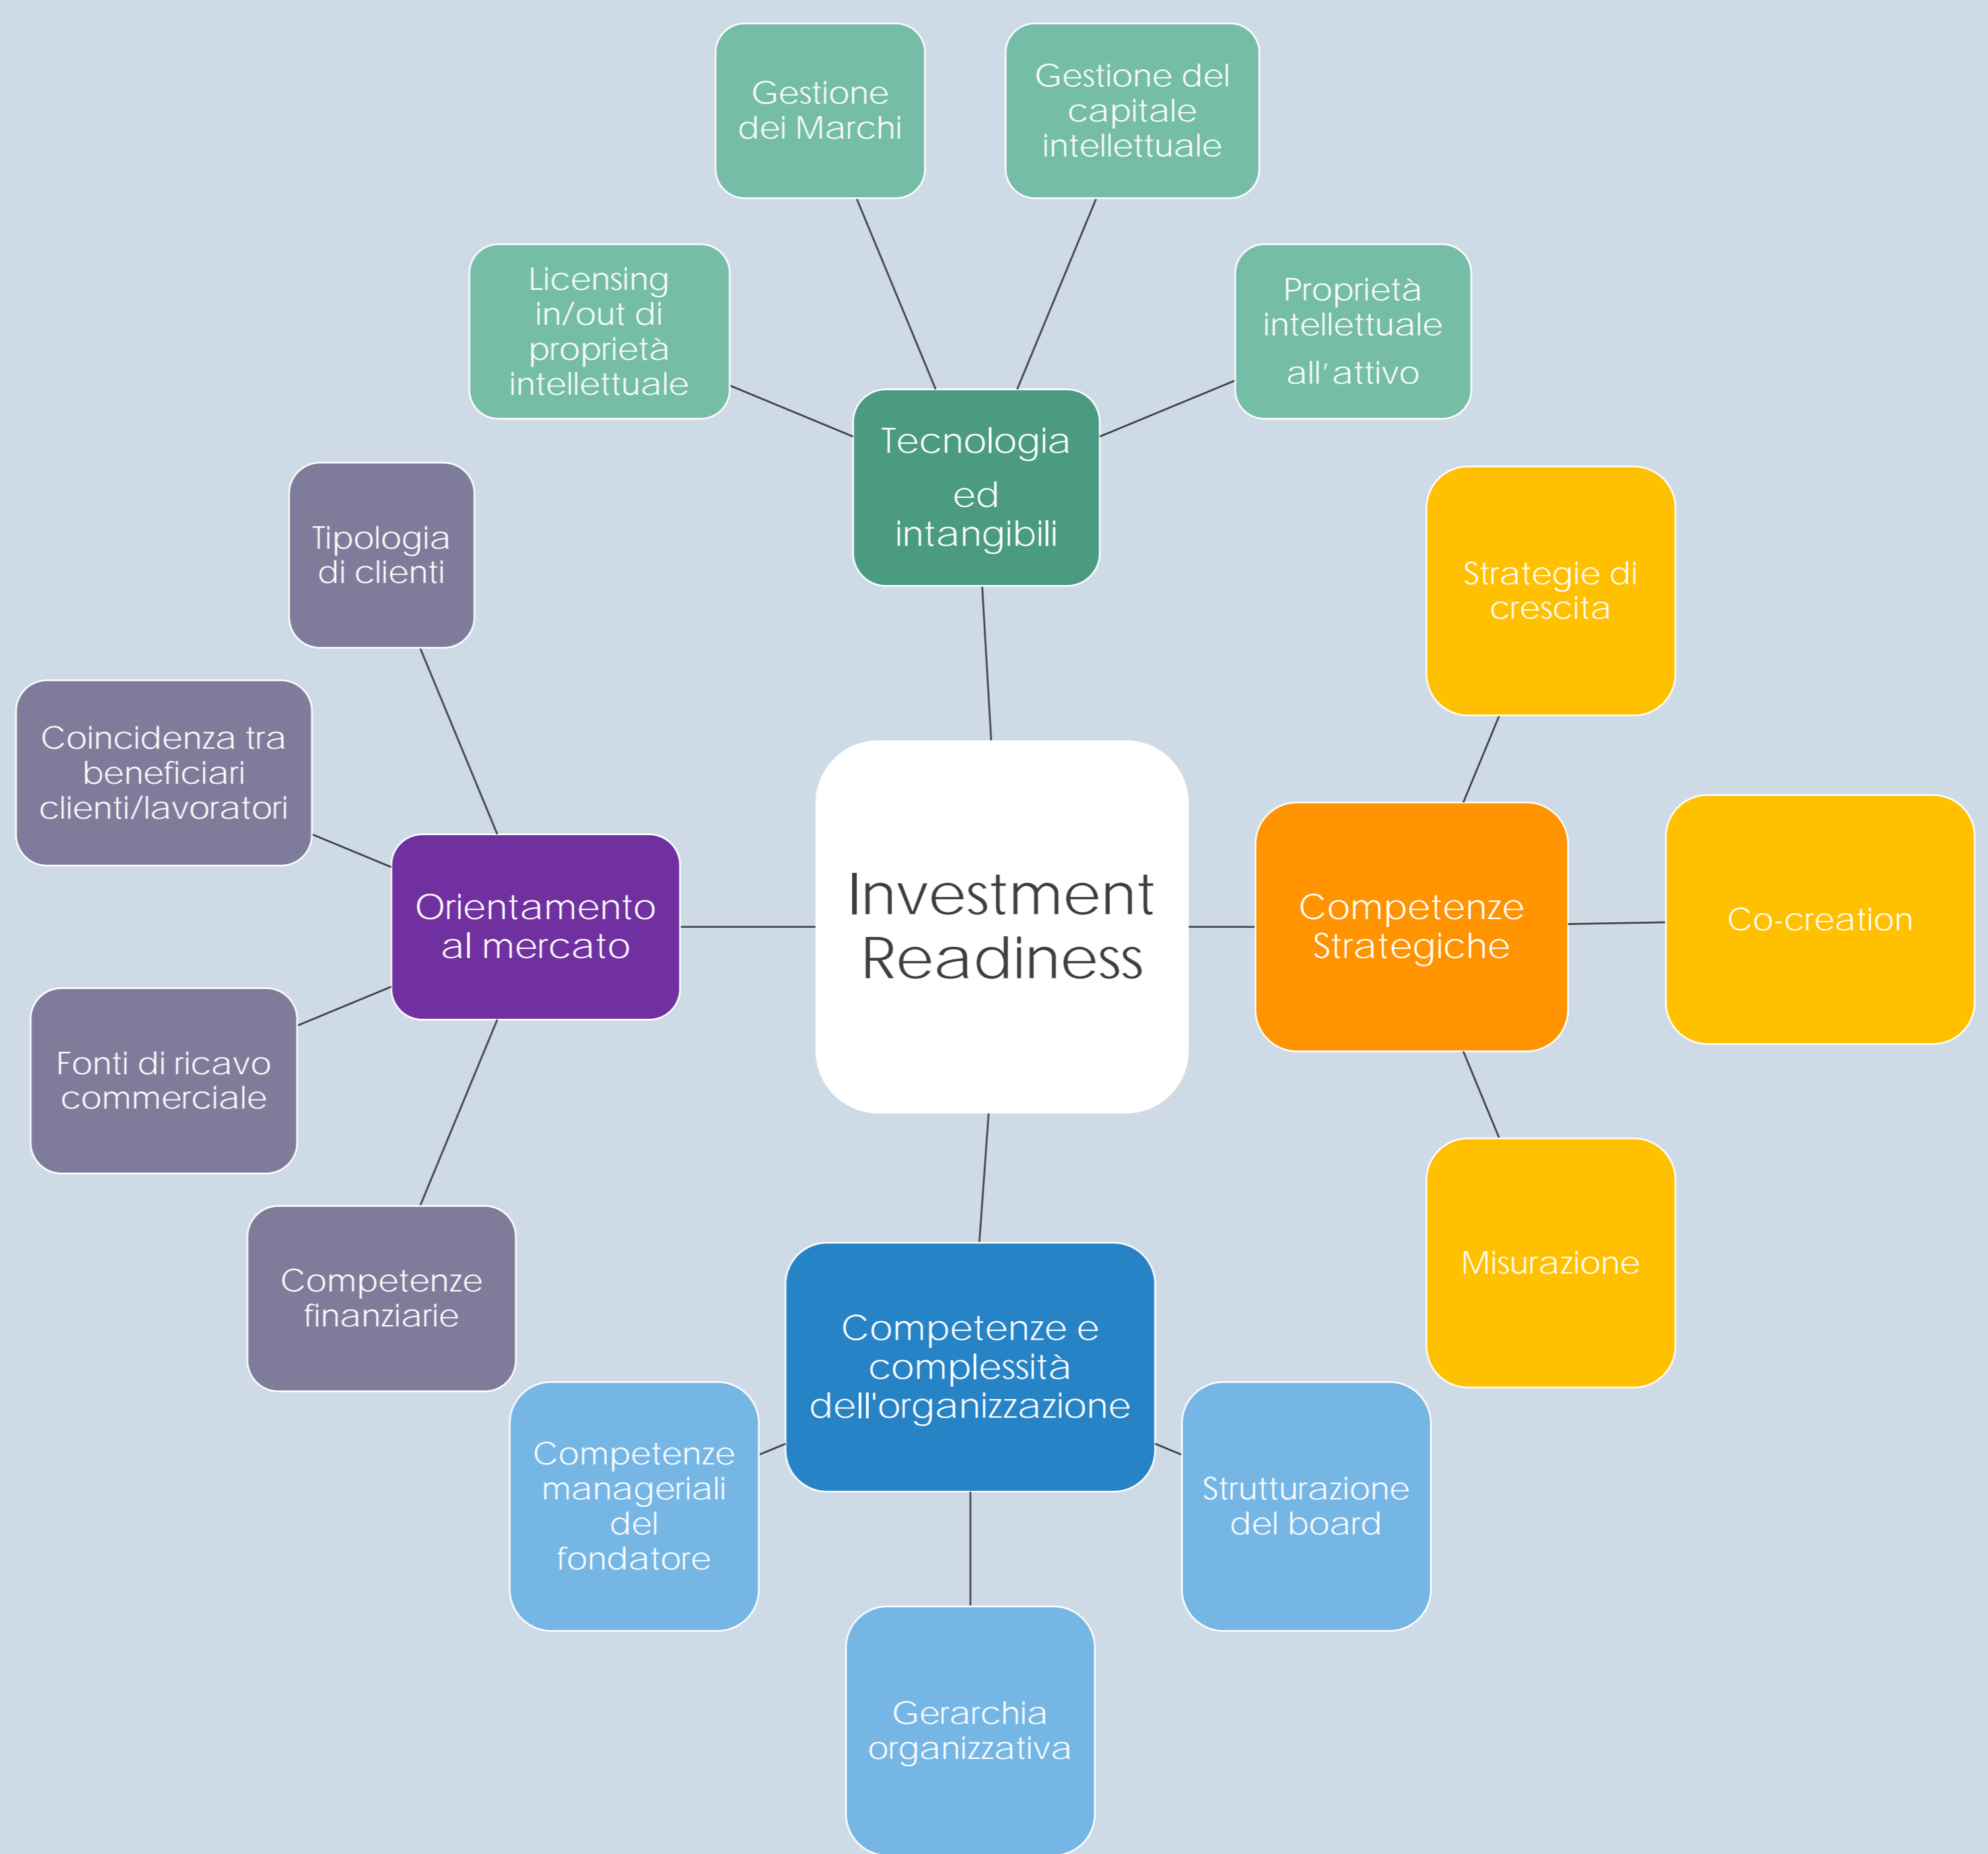 Gestione
dei Marchi
Gestione del
capitale
intellettuale
Licensing
in/out di
proprietà
intellettuale
Proprietà
intellettuale
all’attivo
Tecnologia
ed
intangibili
Tipologia
di clienti
Strategie di
crescita
Coincidenza tra
beneficiari
clienti/lavoratori
Orientamento
al mercato
Investment
Readiness
Competenze
Strategiche
Co-creation
Fonti di ricavo
commerciale
Misurazione
Competenze
finanziarie
Competenze e
complessità
dell'organizzazione
Competenze
manageriali
del
fondatore
Strutturazione
del board
Gerarchia
organizzativa